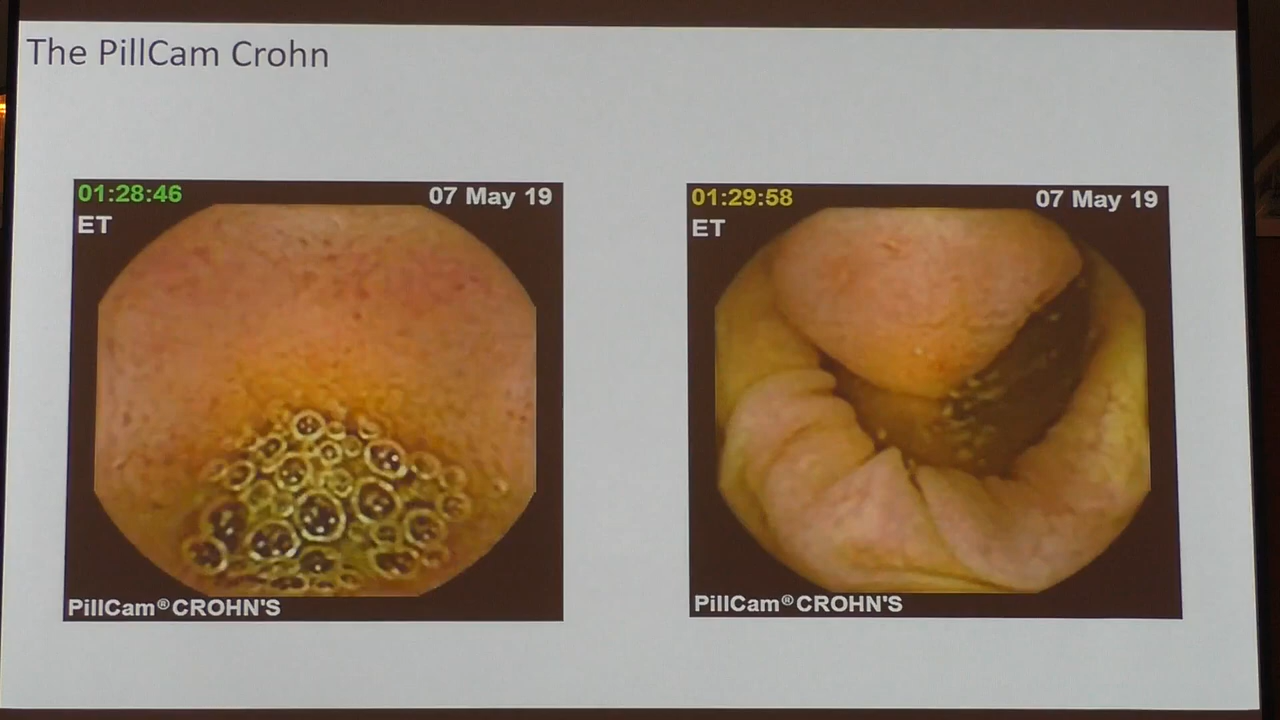 The PillCam Crohn
01:28:46 07 May 19
ET
PillCam® CROHN'S
01:29:58 07 May 19
ET
PillCam® CROHN'S